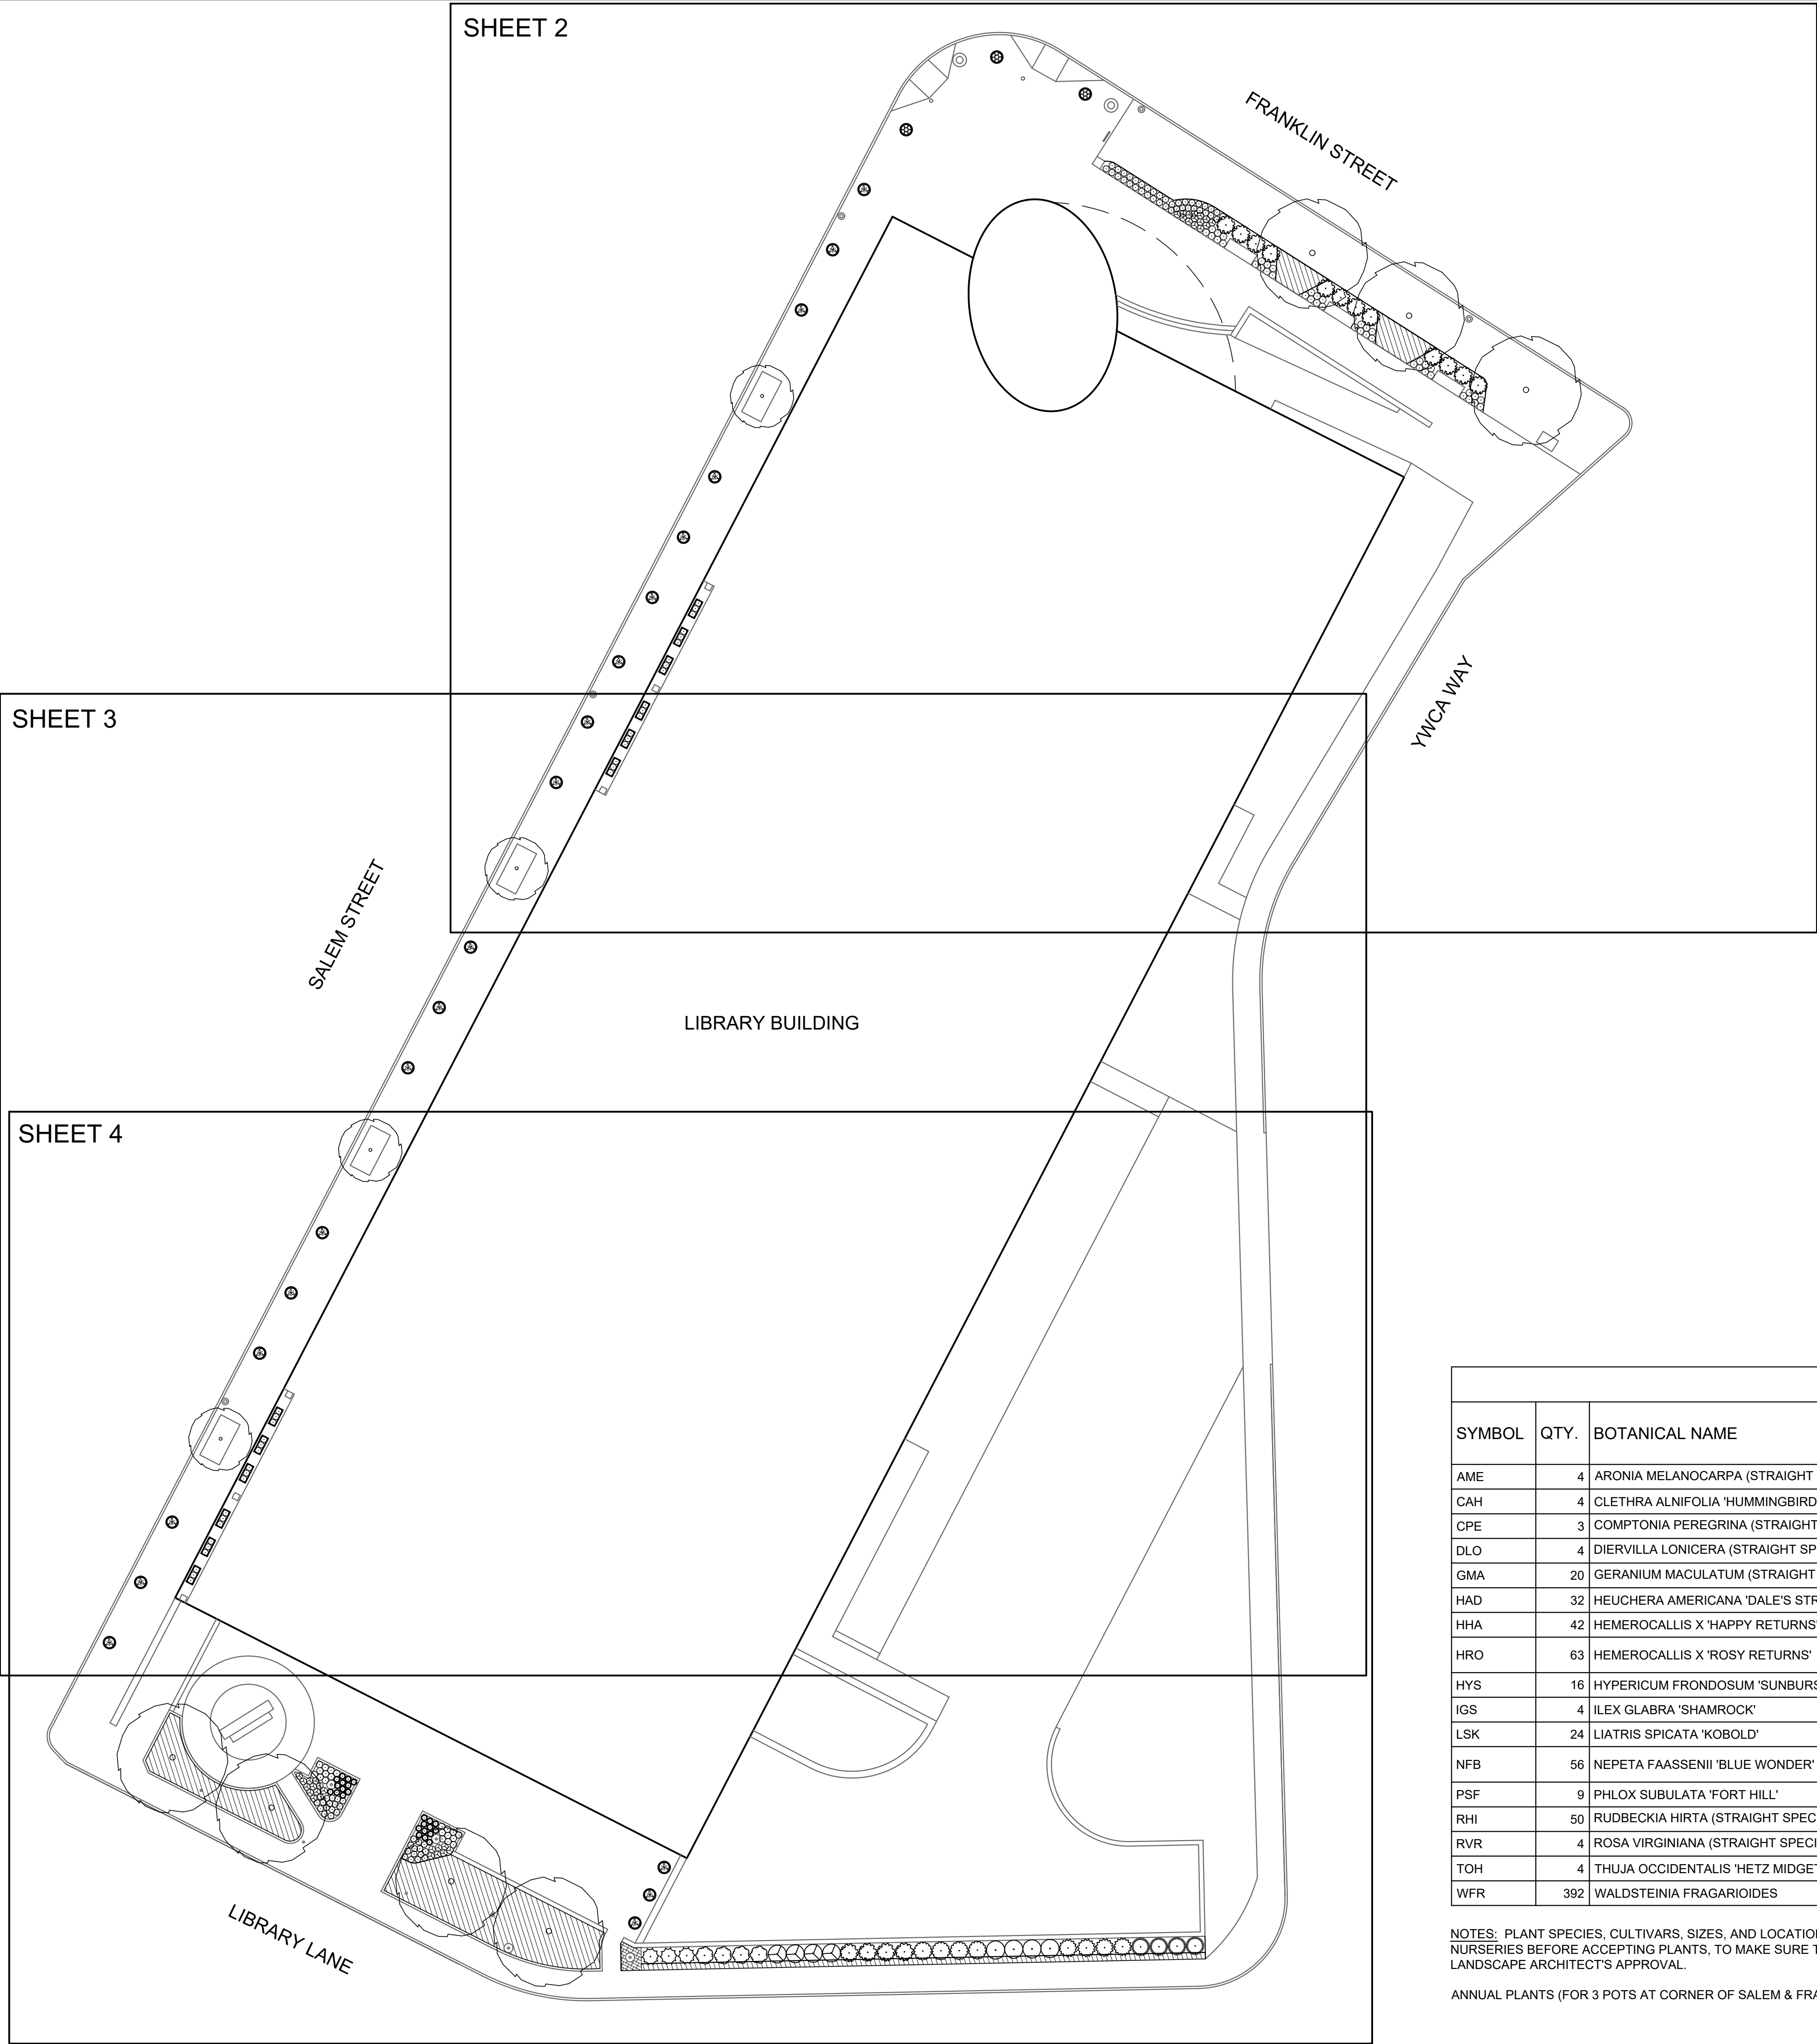 SHEET 2
FRANKLIN STREET
SHEET 3
YWCA WAY
SALEM STREET
LIBRARY BUILDING
SHEET 4
LIBRARY LANE
SYMBOL QTY. BOTANICAL NAME
AME 4 ARONIA MELANOCARPA (STRAIGHT
CAH 4 CLETHRA ALNIFOLIA 'HUMMINGBIRD
CPE 3 COMPTONIA PEREGRINA (STRAIGHT
DLO 4 DIERVILLA LONICERA (STRAIGHT SP
GMA 20 GERANIUM MACULATUM (STRAIGHT
HAD 32 HEUCHERA AMERICANA 'DALE'S STR
HHA 42 HEMEROCALLIS X 'HAPPY RETURNS'
HRO 63 HEMEROCALLIS X 'ROSY RETURNS'
HYS 16 HYPERICUM FRONDOSUM 'SUNBURS
IGS 4 ILEX GLABRA 'SHAMROCK'
LSK 24 LIATRIS SPICATA 'KOBOLD'
NFB 56 NEPETA FAASSENII 'BLUE WONDER'
PSF 9 PHLOX SUBULATA 'FORT HILL'
RHI 50 RUDBECKIA HIRTA (STRAIGHT SPEC
RVR 4 ROSA VIRGINIANA (STRAIGHT SPECI
TOH 4 THUJA OCCIDENTALIS 'HETZ MIDGET
WFR 392 WALDSTEINIA FRAGARIOIDES
NOTES: PLANT SPECIES, CULTIVARS, SIZES, AND LOCATION
NURSERIES BEFORE ACCEPTING PLANTS, TO MAKE SURE T
LANDSCAPE ARCHITECT'S APPROVAL.
ANNUAL PLANTS (FOR 3 POTS AT CORNER OF SALEM & FRA